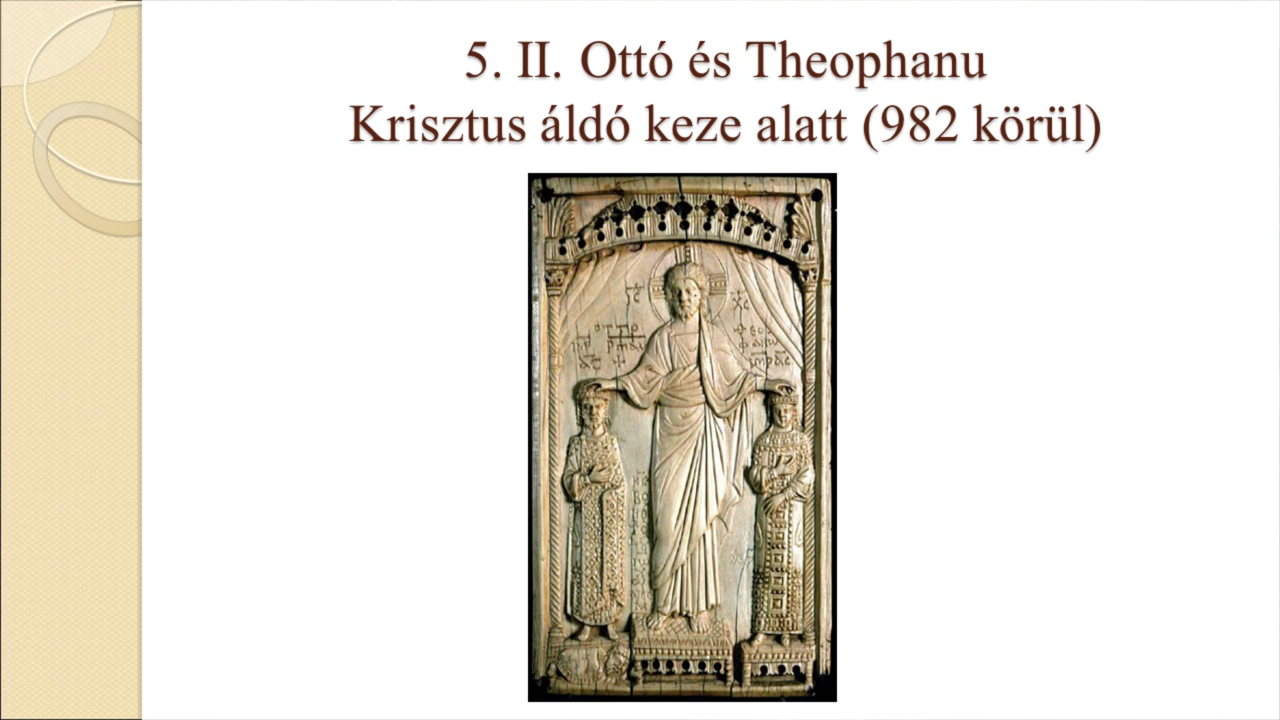 5. II. Ottó és Theophanu
Krisztus áldó keze alatt (982 körül)